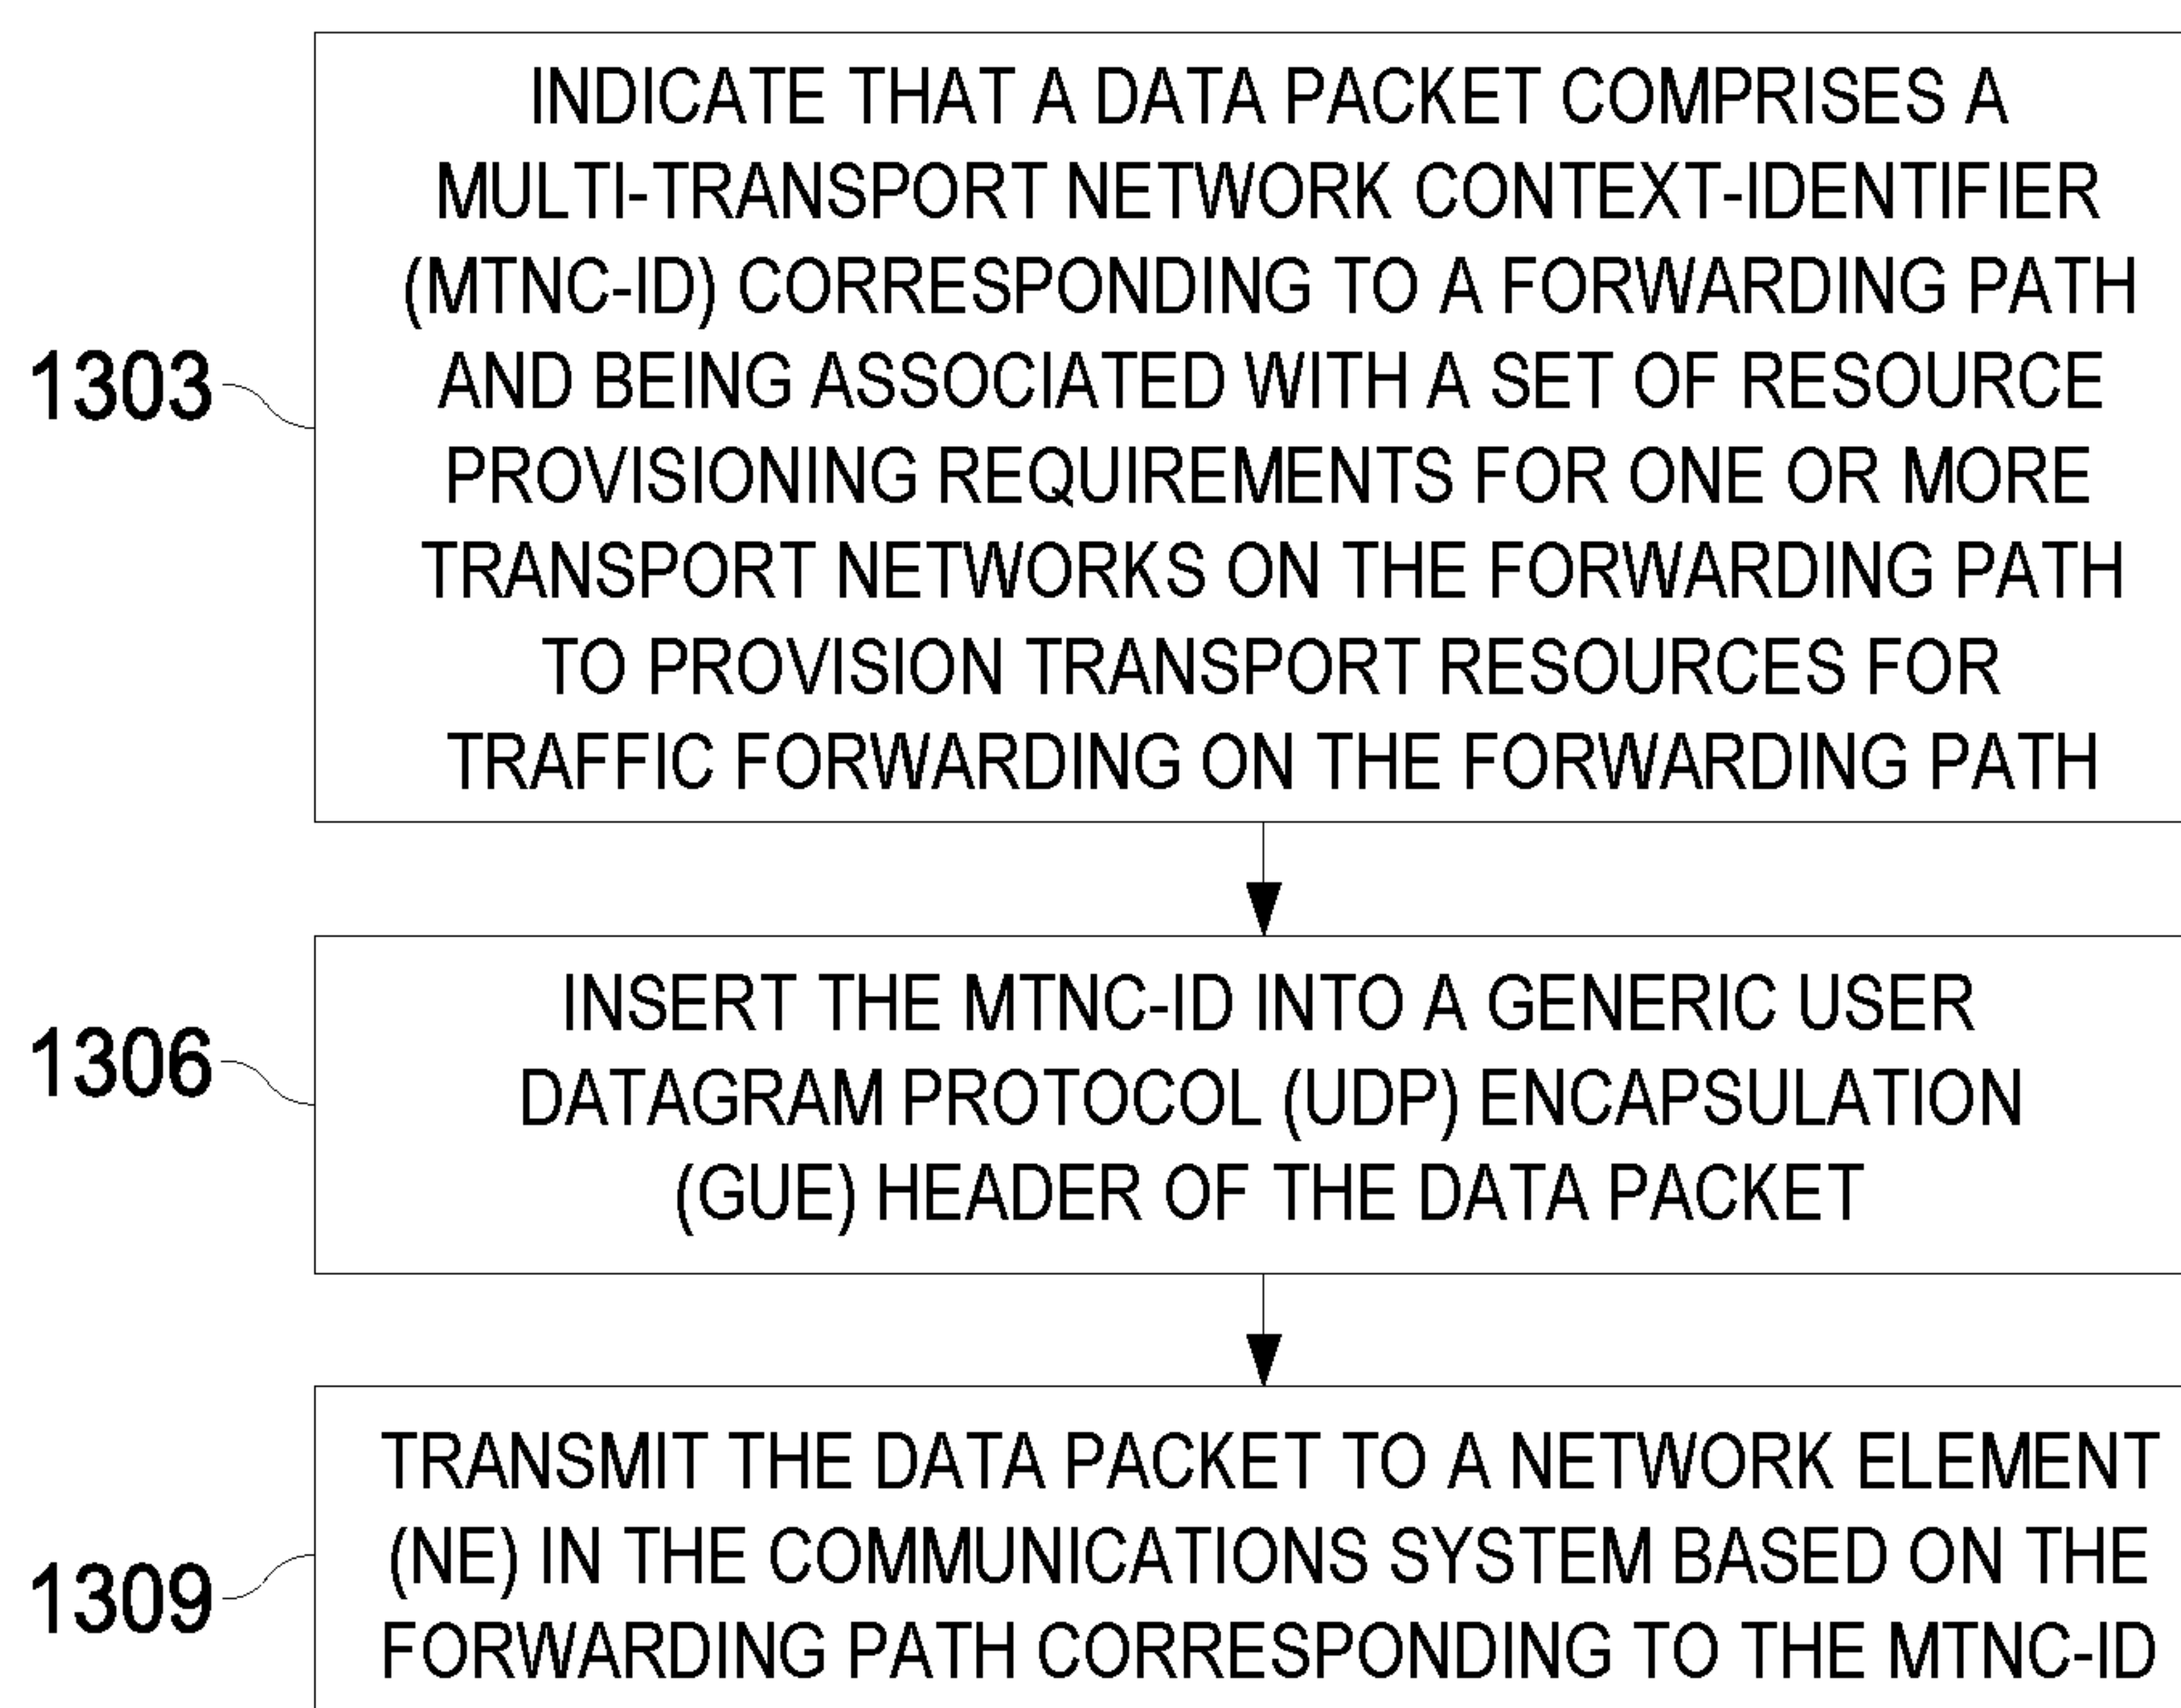 INDICATE THAT A DATA PACKET COMPRISES A
MULTI-TRANSPORT NETWORK CONTEXT-IDENTIFIER
(MTNC-ID) CORRESPONDING TO A FORWARDING PATH
AND BEING ASSOCIATED WITH A SET OF RESOURCE
PROVISIONING REQUIREMENTS FOR ONE OR MORE
TRANSPORT NETWORKS ON THE FORWARDING PATH
TO PROVISION TRANSPORT RESOURCES FOR
TRAFFIC FORWARDING ON THE FORWARDING PATH
1303
INSERT THE MTNC-ID INTO A GENERIC USER
DATAGRAM PROTOCOL (UDP) ENCAPSULATION
(GUE) HEADER OF THE DATA PACKET
1306
TRANSMIT THE DATA PACKET TO A NETWORK ELEMENT
(NE) IN THE COMMUNICATIONS SYSTEM BASED ON THE
FORWARDING PATH CORRESPONDING TO THE MTNC-ID
1309